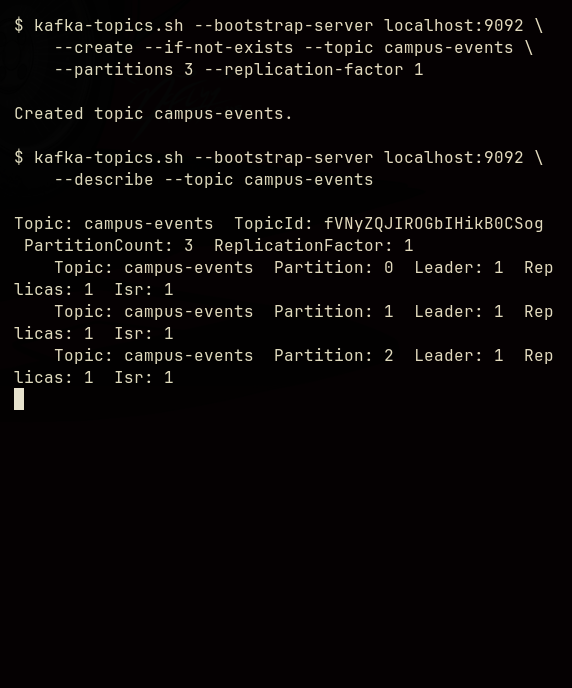 $ kafka-topics.sh --bootstrap-server localhost:9092 \
    --create --if-not-exists --topic campus-events \
    --partitions 3 --replication-factor 1

Created topic campus-events.

$ kafka-topics.sh --bootstrap-server localhost:9092 \
    --describe --topic campus-events

Topic: campus-events  TopicId: fVNyZQJIROGbIHikB0CSog
 PartitionCount: 3  ReplicationFactor: 1
    Topic: campus-events  Partition: 0  Leader: 1  Rep
licas: 1  Isr: 1
    Topic: campus-events  Partition: 1  Leader: 1  Rep
licas: 1  Isr: 1
    Topic: campus-events  Partition: 2  Leader: 1  Rep
licas: 1  Isr: 1